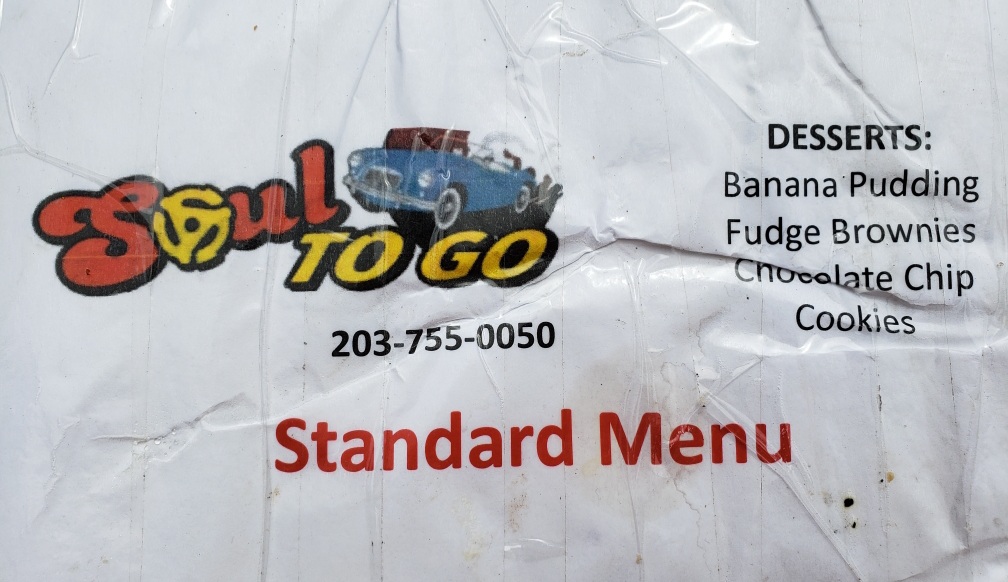 Soul
TO GO
203-755-0050
Standard Menu
DESSERTS:
Banana Pudding
Fudge Brownies
Chocolate Chip
Cookies